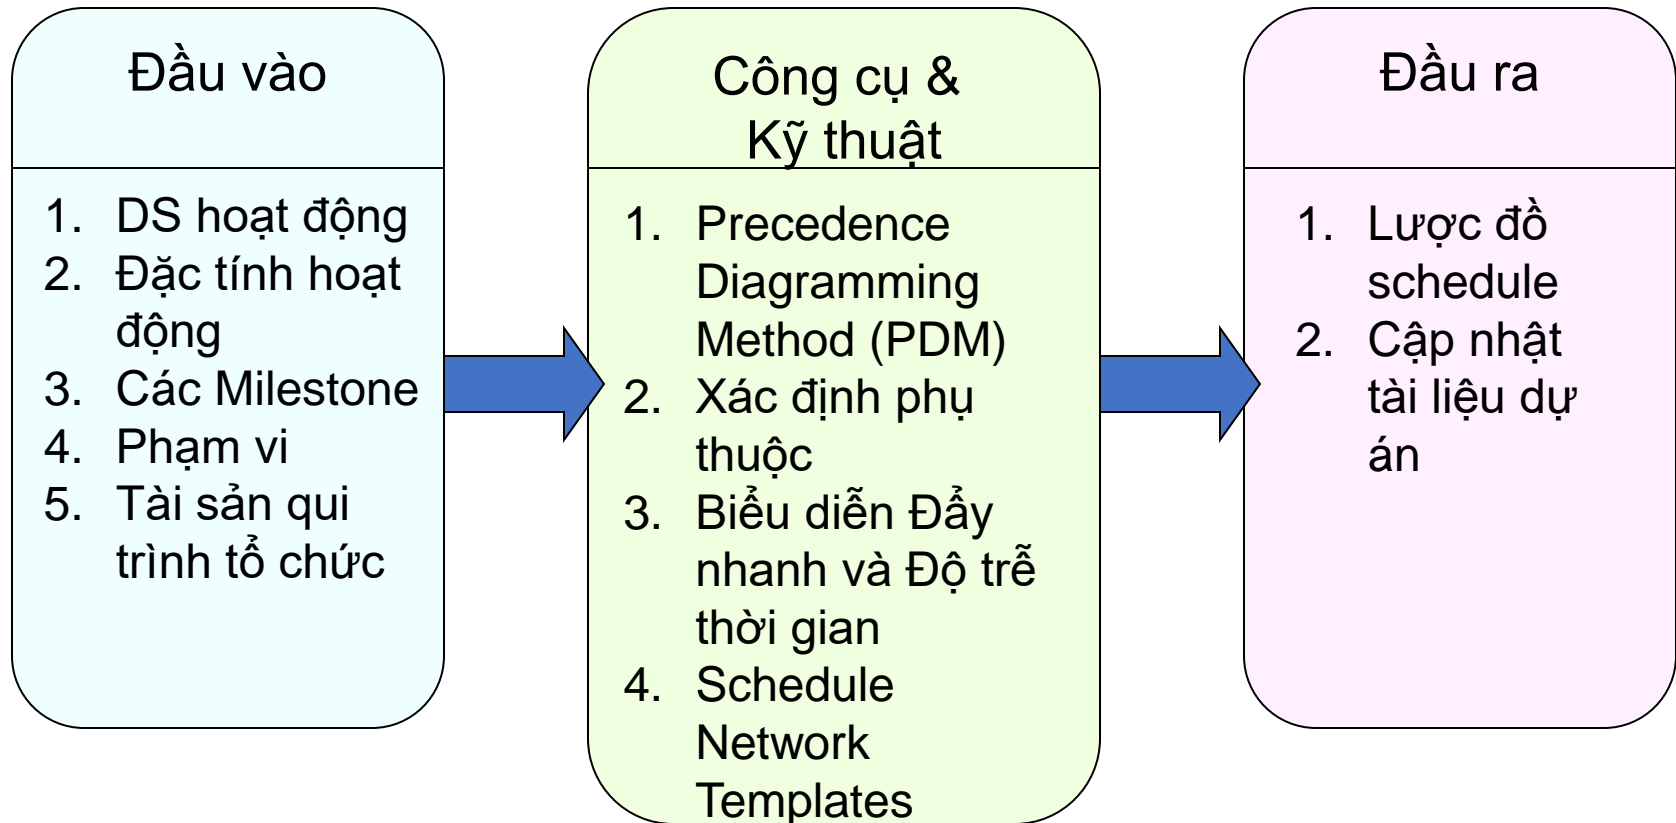 Đầu vào
1. DS hoạt động
2. Đặc tính hoạt
động
3. Các Milestone
4. Phạm vi
5. Tài sản qui
trình tổ chức
Công cụ &
Kỹ thuật
1. Precedence
Diagramming
Method (PDM)
2. Xác định phụ
thuộc
3. Biểu diễn Đẩy
nhanh và Độ trễ
thời gian
4. Schedule
Network
Templates
Đầu ra
1. Lược đồ
schedule
2. Cập nhật
tài liệu dự
án